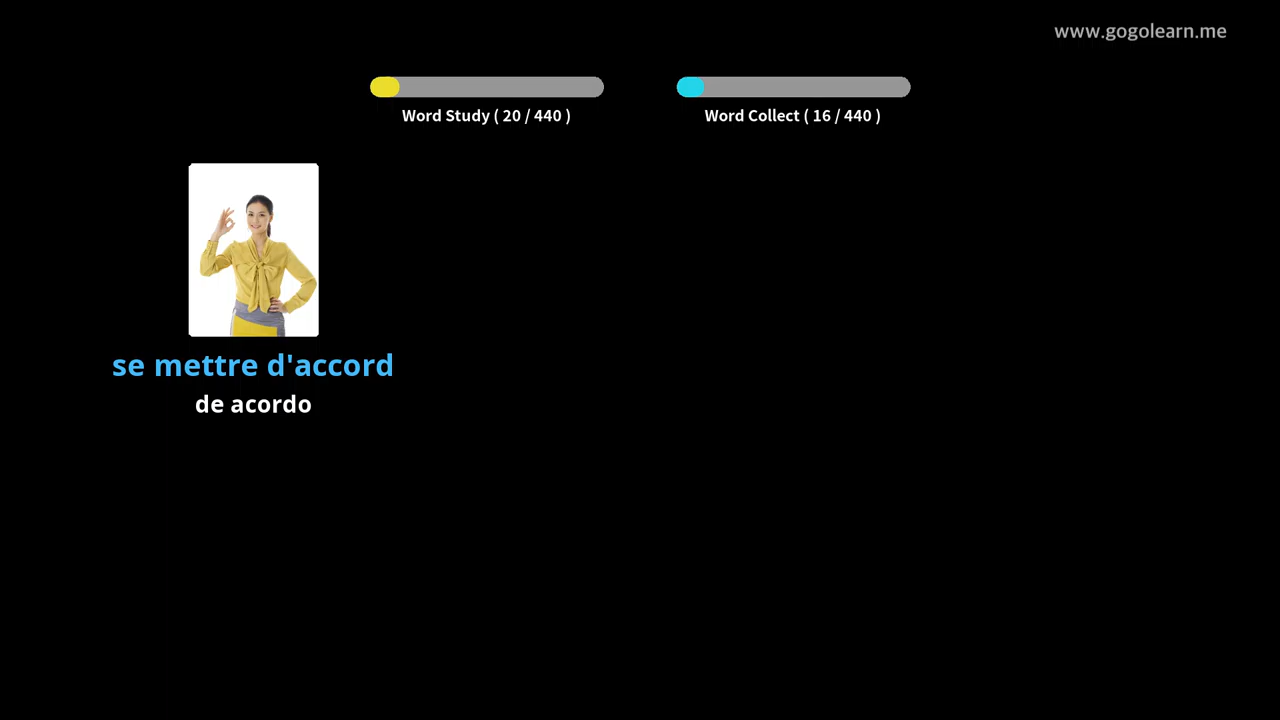 www.gogolearn.me
Word Study ( 20 / 440 )
Word Collect ( 16 / 440 )
se mettre d'accord
de acordo